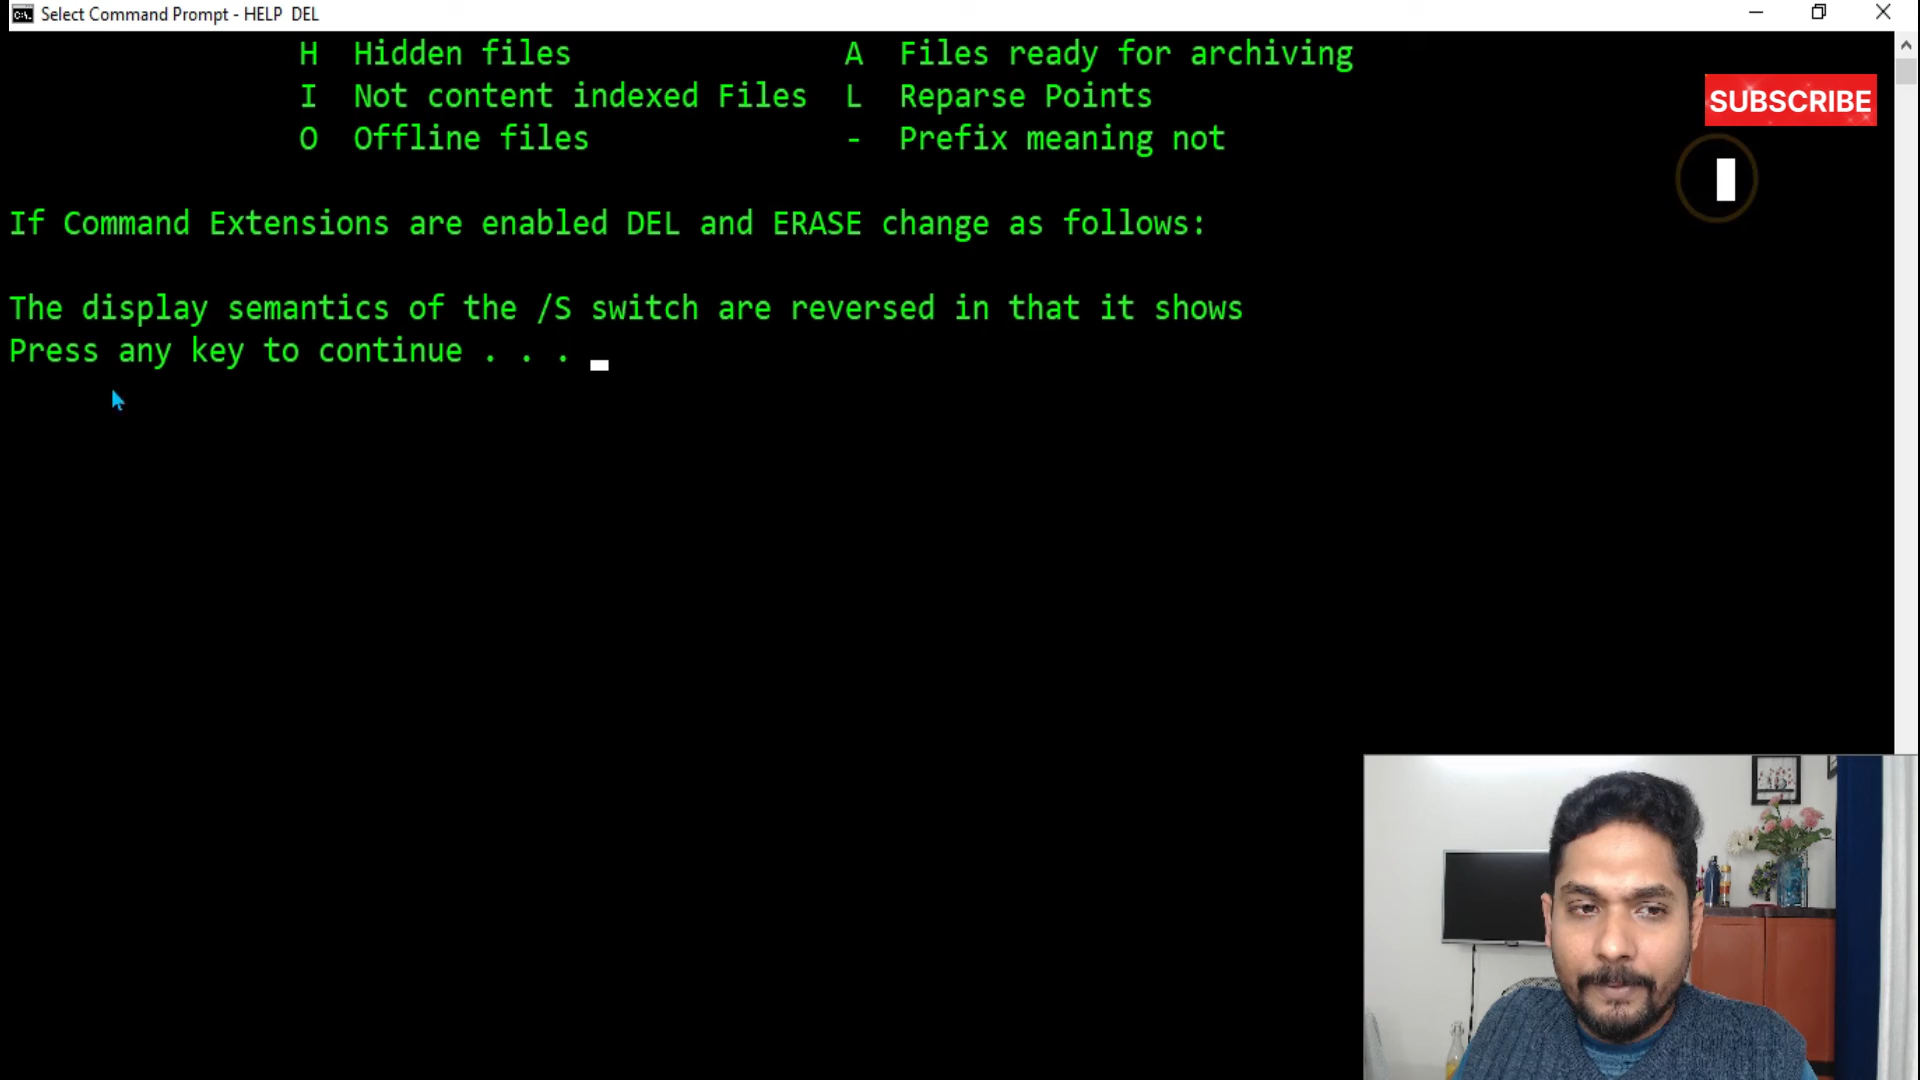 Select Command Prompt - HELP  DEL
H  Hidden files  A  Files ready for archiving
I  Not content indexed Files  L  Reparse Points
O  Offline files  -  Prefix meaning not
SUBSCRIBE
If Command Extensions are enabled DEL and ERASE change as follows:
The display semantics of the /S switch are reversed in that it shows
Press any key to continue . . .